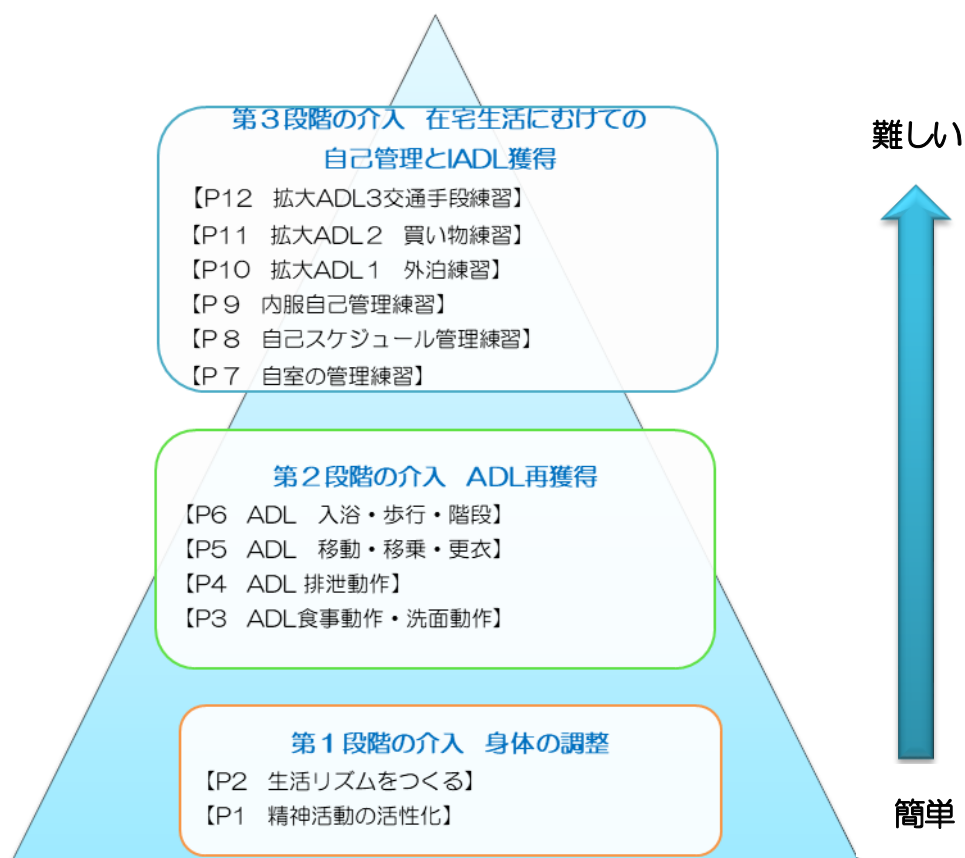 第３段階の介入　在宅生活にむけての
自己管理とIADL獲得
【P12　拡大ADL3交通手段練習】
【P11　拡大ADL２　買い物練習】
【P10　拡大ADL１　外泊練習】
【P９　内服自己管理練習】
【P８　自己スケジュール管理練習】
【P７　自室の管理練習】
第２段階の介入　ADL再獲得
【P6　ADL　入浴・歩行・階段】
【P5　ADL　移動・移乗・更衣】
【P4　ADL 排泄動作】
【P3　ADL食事動作・洗面動作】
第１段階の介入　身体の調整
【P2　生活リズムをつくる】
【P1　精神活動の活性化】
難しい
簡単